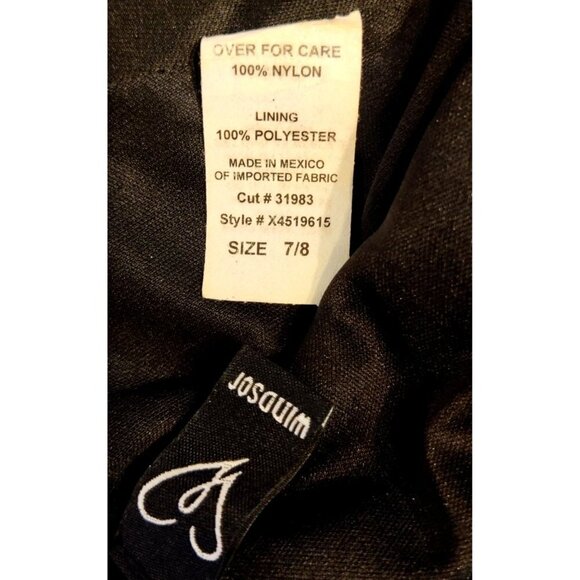 OVER FOR CARE
100% NYLON
LINING
100% POLYESTER
MADE IN MEXICO
OF IMPORTED FABRIC
Cut # 31983
Style # X4519615
SIZE 7/8
WINDSOR